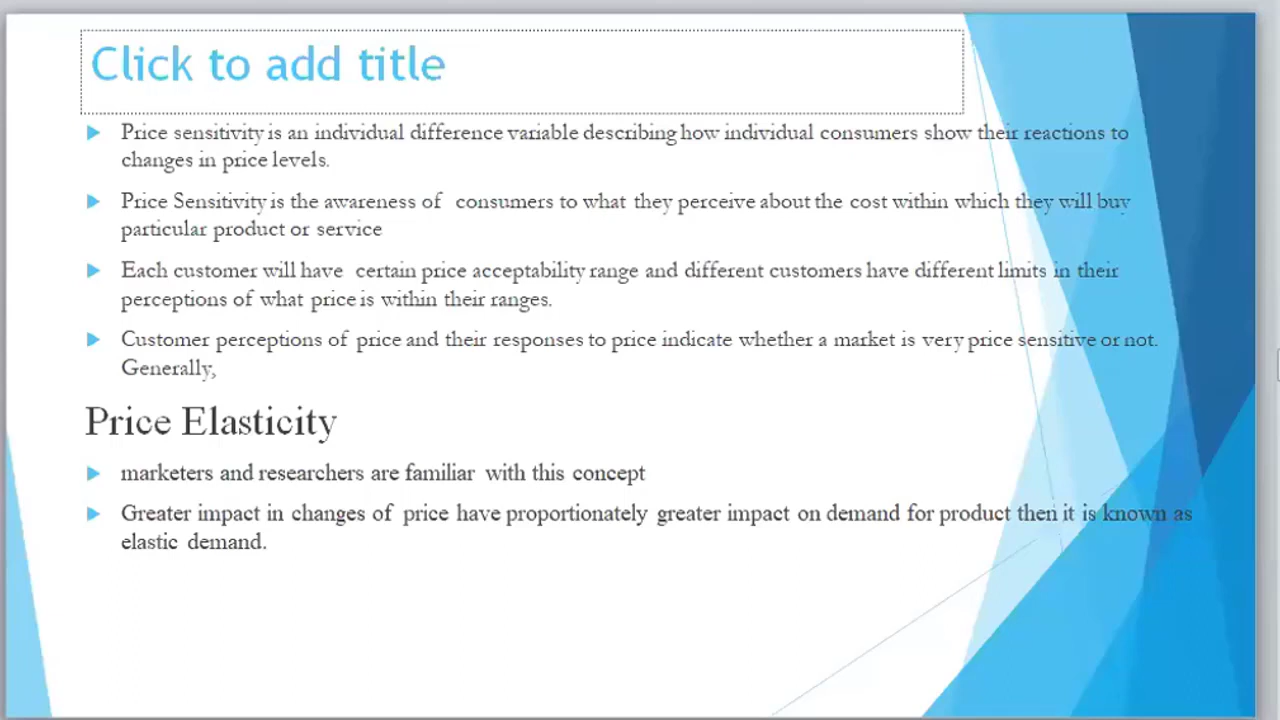 Click to add title
Price sensitivity is an individual difference variable describing how individual consumers show their reactions to
changes in price levels.
Price Sensitivity is the awareness of consumers to what they perceive about the cost within which they will buy
particular product or service
Each customer will have certain price acceptability range and different customers have different limits in their
perceptions of what price is within their ranges.
Customer perceptions of price and their responses to price indicate whether a market is very price sensitive or not.
Generally,
Price Elasticity
marketers and researchers are familiar with this concept
Greater impact in changes of price have proportionately greater impact on demand for product then it is known as
elastic demand.